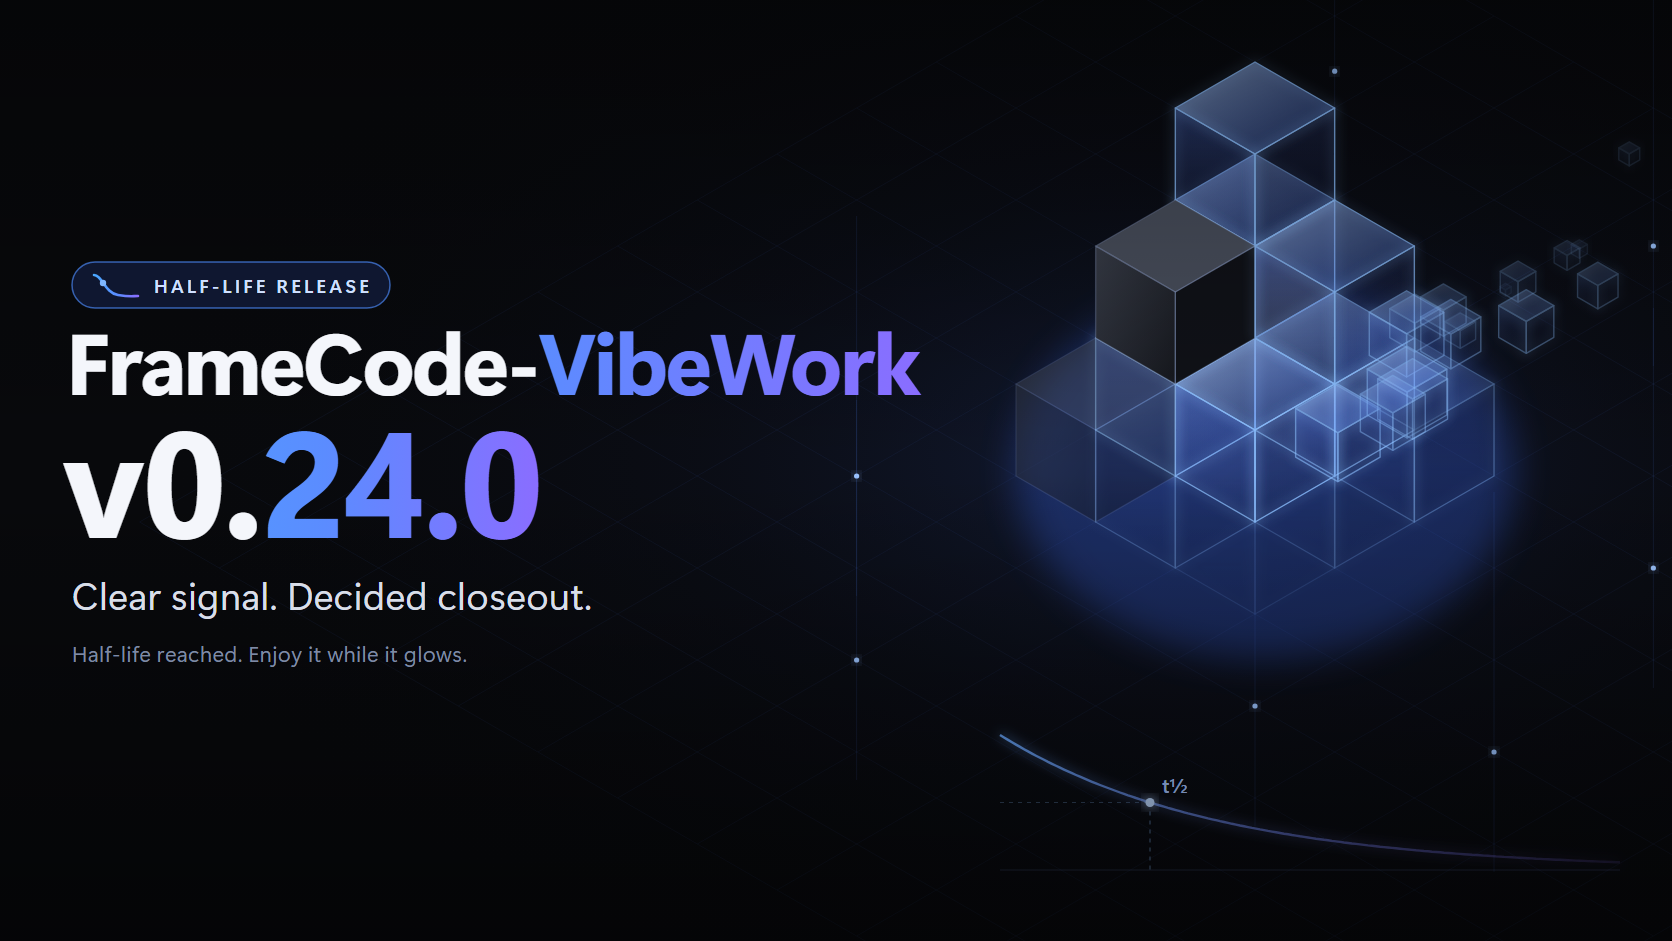 HALF-LIFE RELEASE
FrameCode-VibeWork
v0.24.0
Clear signal. Decided closeout.
Half-life reached. Enjoy it while it glows.
t½